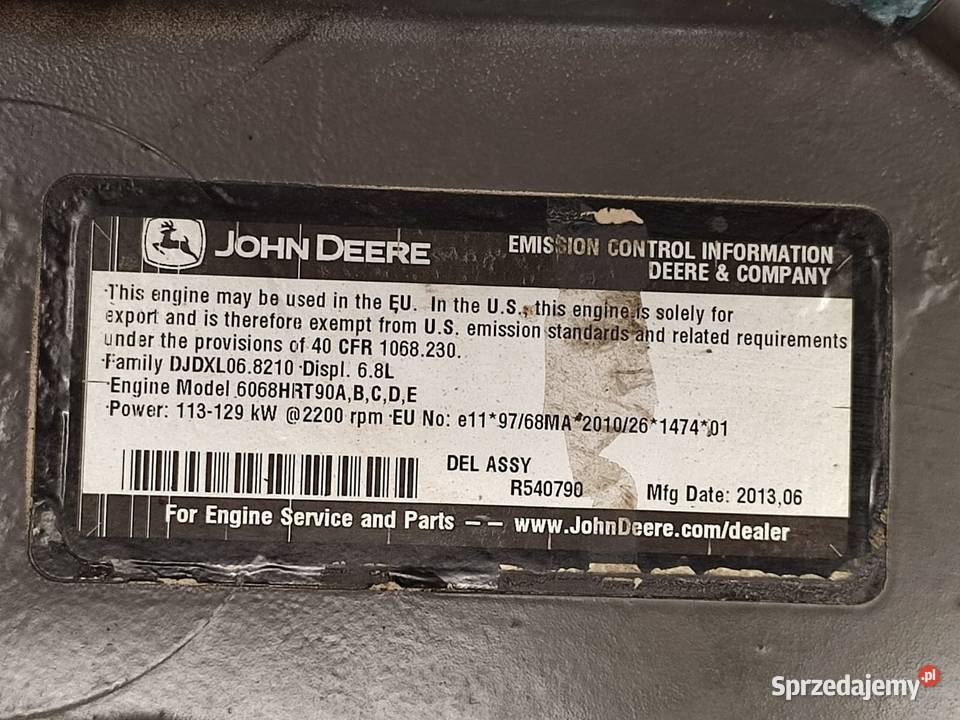 JOHN DEERE
EMISSION CONTROL INFORMATION
DEERE & COMPANY
·This engine may be used in the EU. In the U.S., this engine is solely for
export and is therefore exempt from U.S. emission standards and related requirements
under the provisions of 40 CFR 1068.230.
·Family DJDXL06.8210 ·Displ. 6.8L
·Engine Model 6068HRT90A,B,C,D,E
·Power: 113-129 kW @2200 rpm ·EU No: e11*97/68MA*2010/26*1474*01
DEL ASSY
R540790
Mfg Date: 2013,06
For Engine Service and Parts -- www.JohnDeere.com/dealer
Sprzedajemy.pl